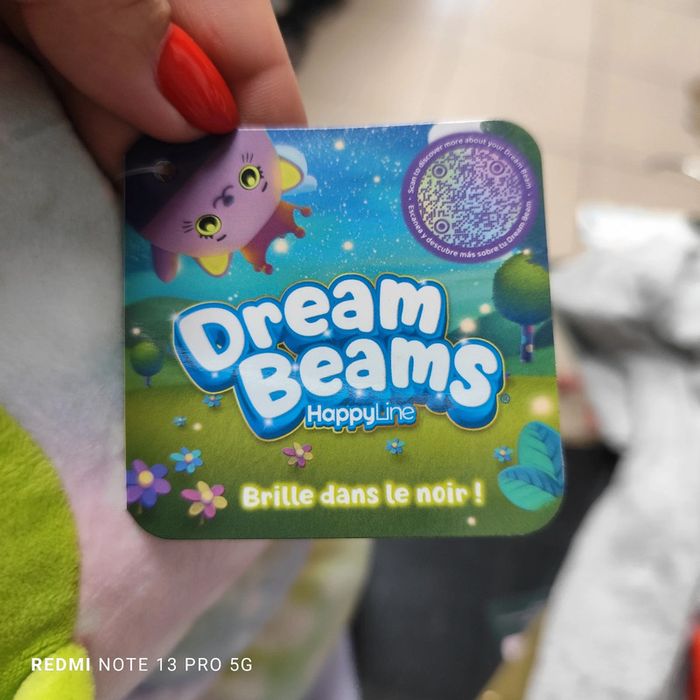 Scan to discover more about your Dream Beam
Escanea y descubre más sobre tu Dream Beam
Dream
Beams®
HappyLine
Brille dans le noir !
REDMI NOTE 13 PRO 5G